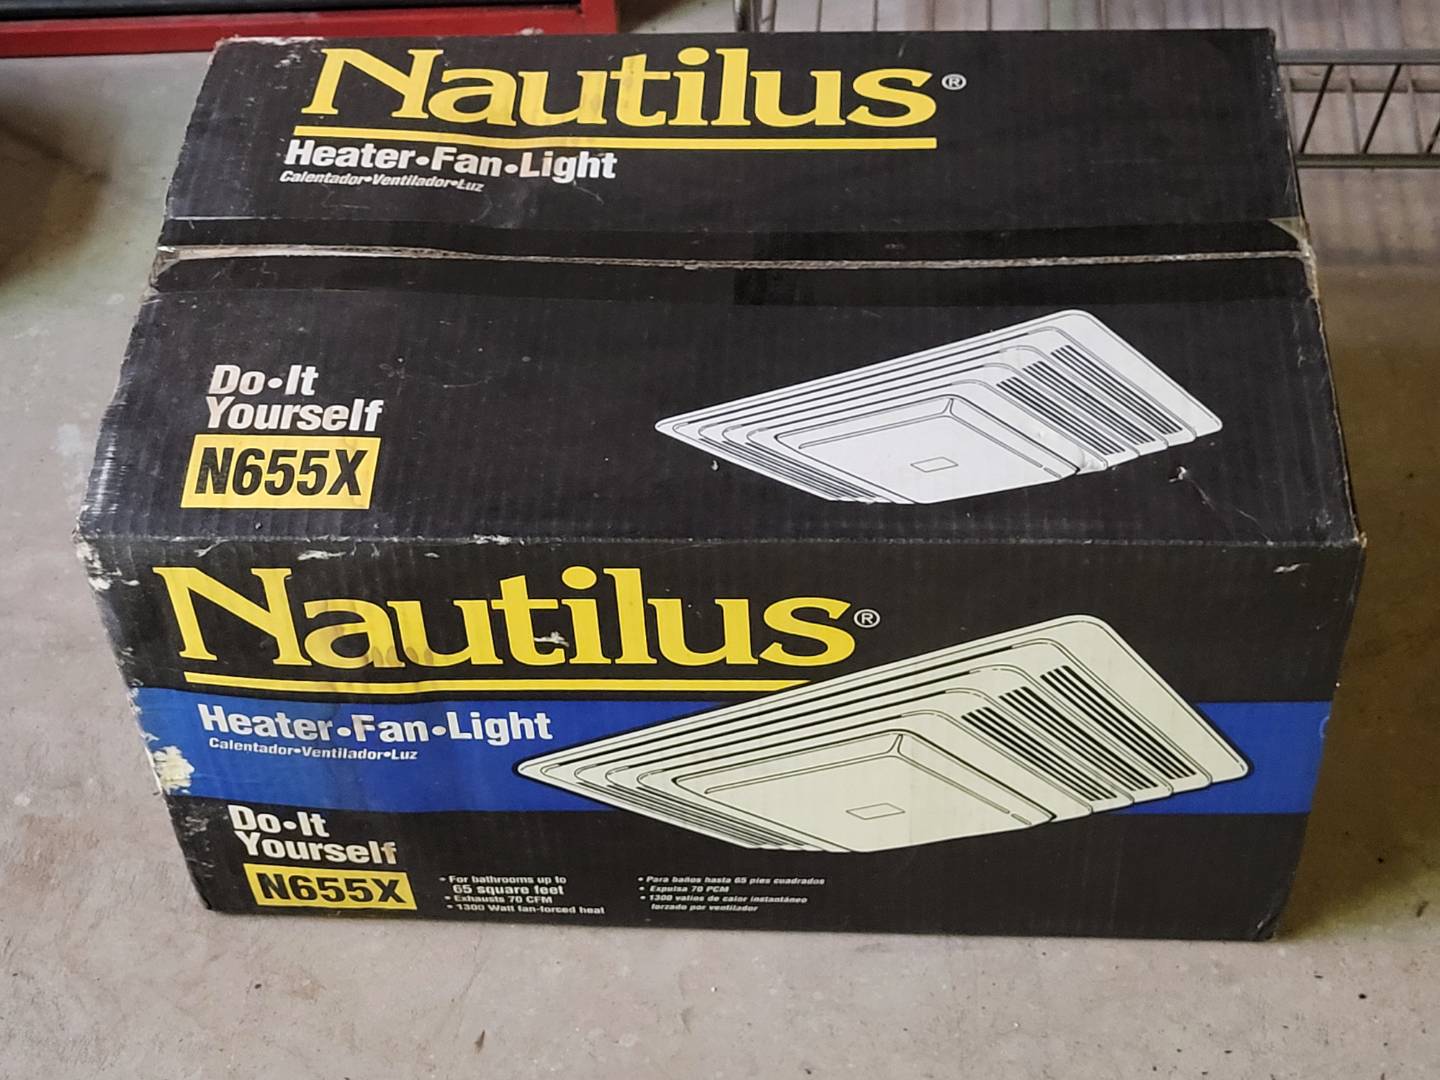 Nautilus®
Heater•Fan•Light
Calentador•Ventilador•Luz
Do•It
Yourself
N655X
Nautilus®
Heater•Fan•Light
Calentador•Ventilador•Luz
Do•It
Yourself
N655X
• For bathrooms up to
65 square feet
• Exhausts 70 CFM
• 1300 Watt fan-forced heat
• Para baños hasta 65 pies cuadrados
• Expulsa 70 PCM
• 1300 vatios de calor instantáneo
forzado por ventilador